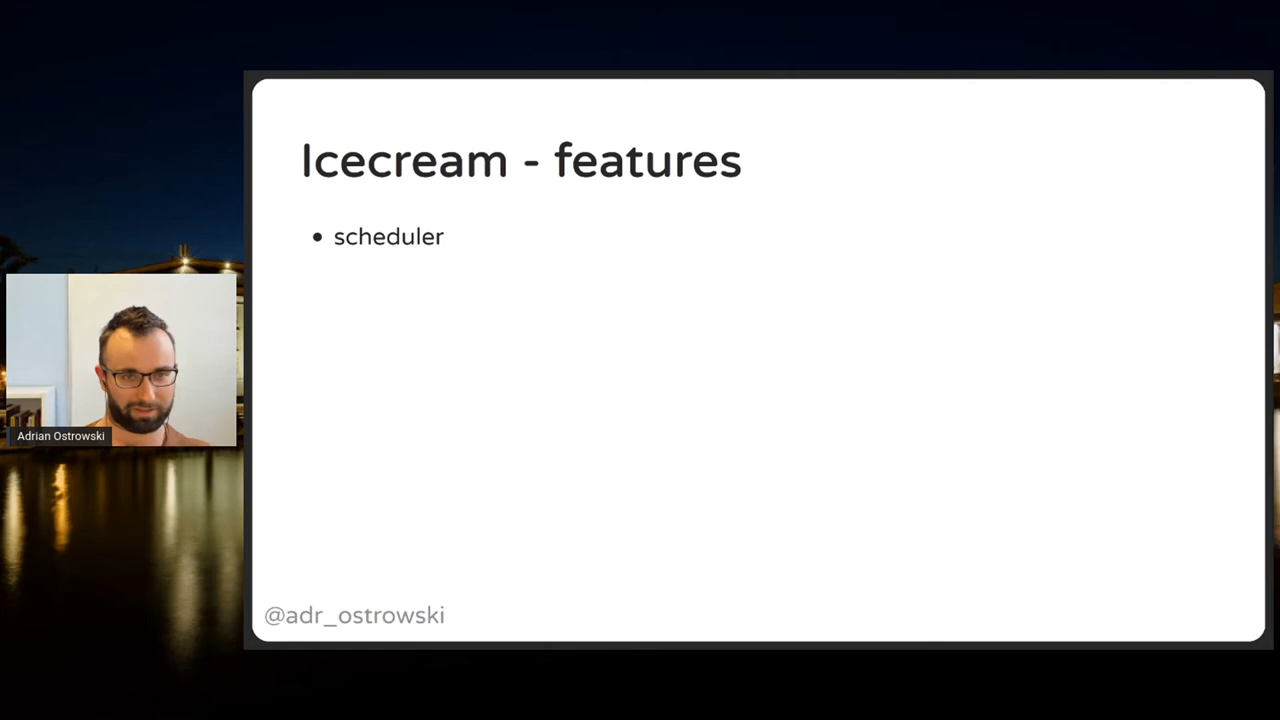 Icecream - features
• scheduler
Adrian Ostrowski
@adr_ostrowski